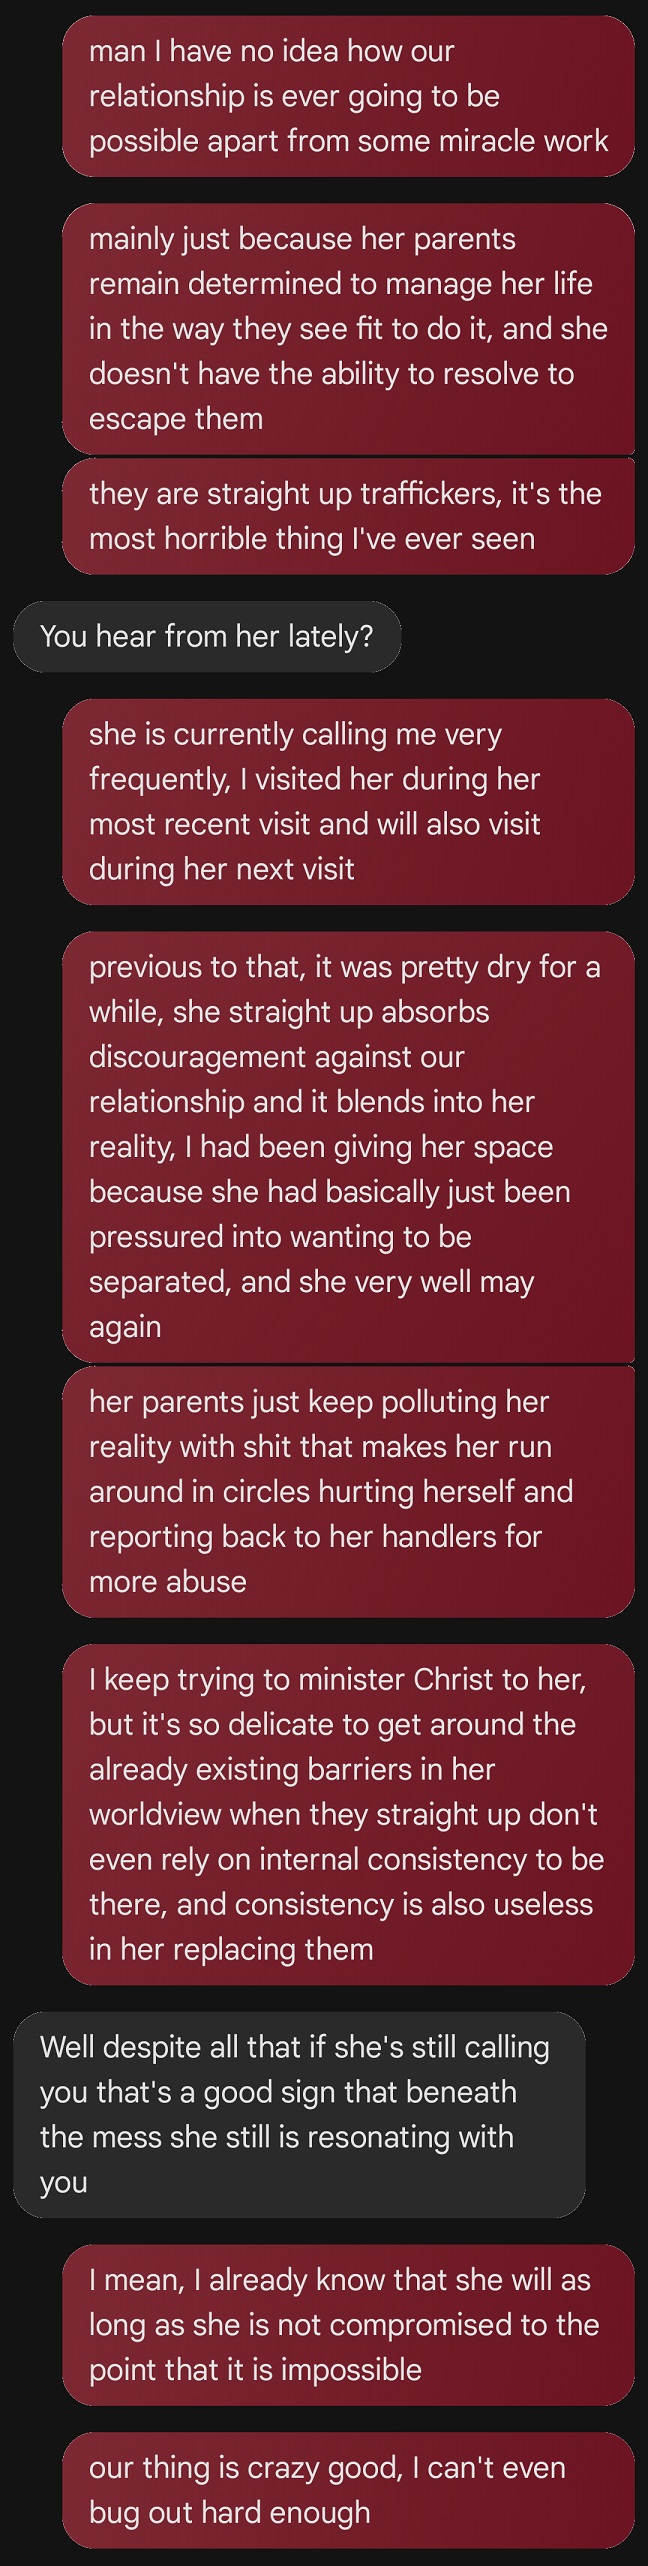 man I have no idea how our
relationship is ever going to be
possible apart from some miracle work
mainly just because her parents
remain determined to manage her life
in the way they see fit to do it, and she
doesn't have the ability to resolve to
escape them
they are straight up traffickers, it's the
most horrible thing I've ever seen
You hear from her lately?
she is currently calling me very
frequently, I visited her during her
most recent visit and will also visit
during her next visit
previous to that, it was pretty dry for a
while, she straight up absorbs
discouragement against our
relationship and it blends into her
reality, I had been giving her space
because she had basically just been
pressured into wanting to be
separated, and she very well may
again
her parents just keep polluting her
reality with shit that makes her run
around in circles hurting herself and
reporting back to her handlers for
more abuse
I keep trying to minister Christ to her,
but it's so delicate to get around the
already existing barriers in her
worldview when they straight up don't
even rely on internal consistency to be
there, and consistency is also useless
in her replacing them
Well despite all that if she's still calling
you that's a good sign that beneath
the mess she still is resonating with
you
I mean, I already know that she will as
long as she is not compromised to the
point that it is impossible
our thing is crazy good, I can't even
bug out hard enough